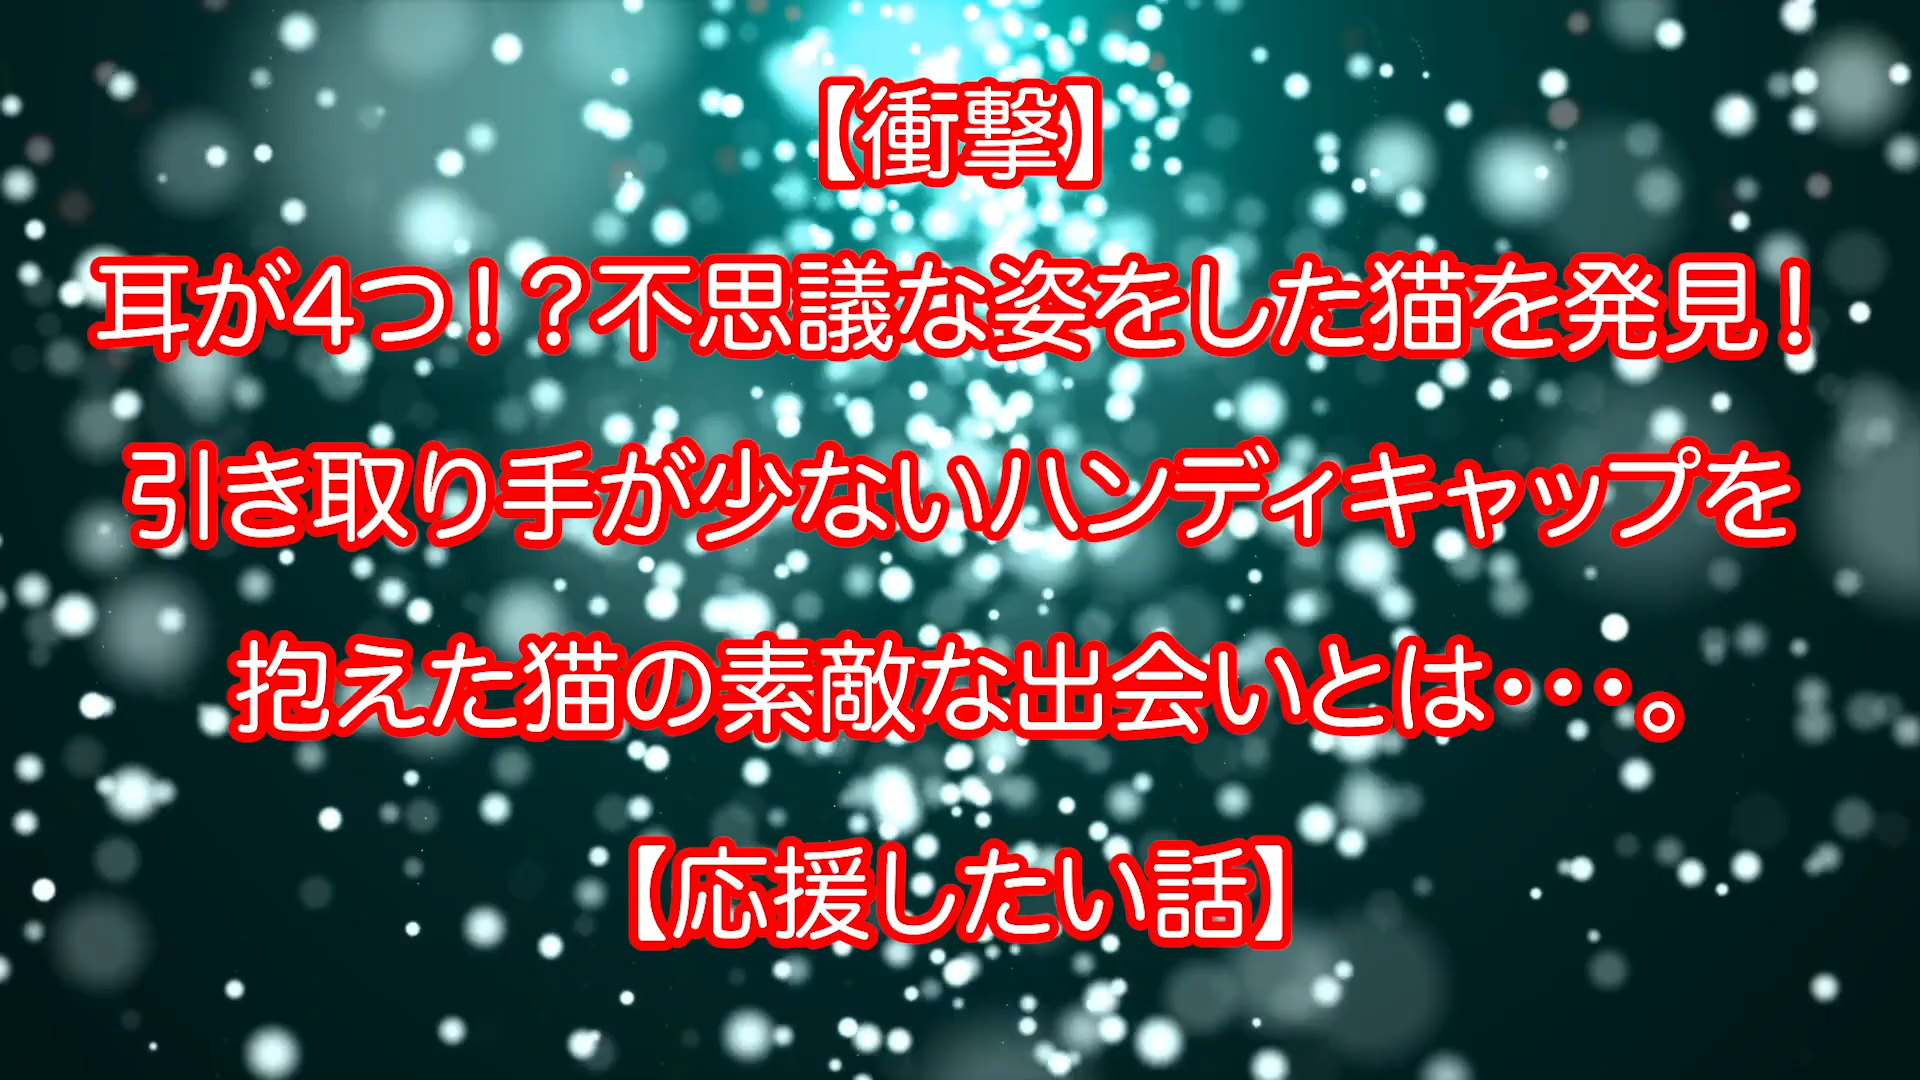 【衝撃】
耳が4つ！？不思議な姿をした猫を発見！
引き取り手が少ないハンディキャップを
抱えた猫の素敵な出会いとは・・・。
【応援したい話】